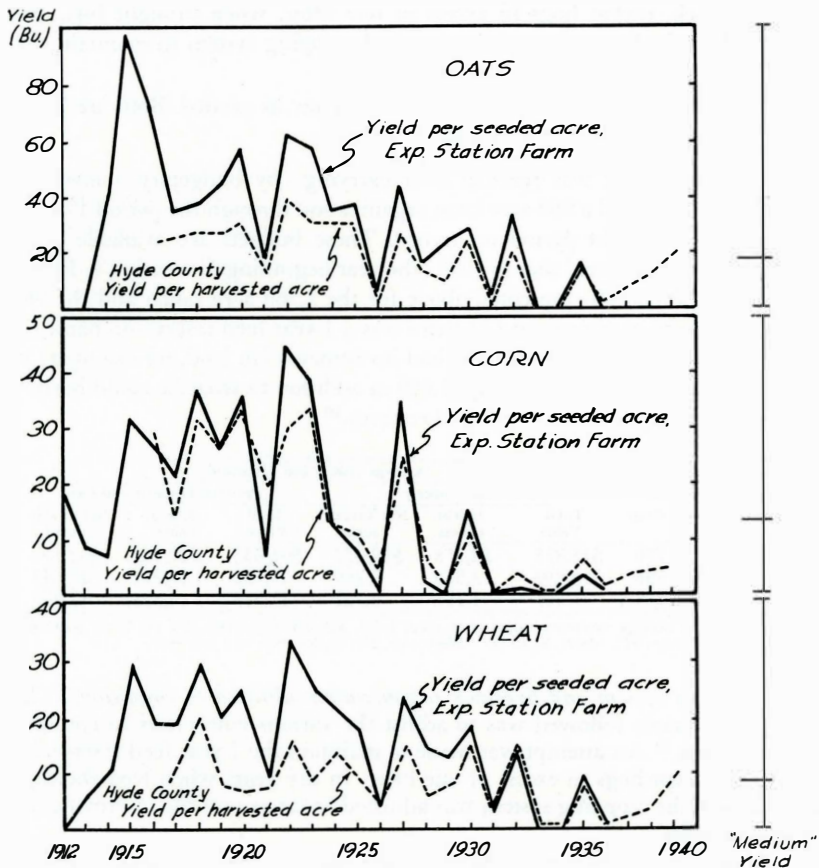 Yield
(Bu.)
OATS
80
60
40
20
Yield per seeded acre,
Exp. Station Farm
Hyde County
Yield per harvested acre
50
40
30
20
10
CORN
Yield per seeded acre,
Exp. Station Farm
Hyde County
Yield per harvested acre.
40
30
20
10
WHEAT
Yield per seeded acre,
Exp. Station Farm
Hyde County
Yield per harvested acre
1912
1915
1920
1925
1930
1935
1940
"Medium"
Yield